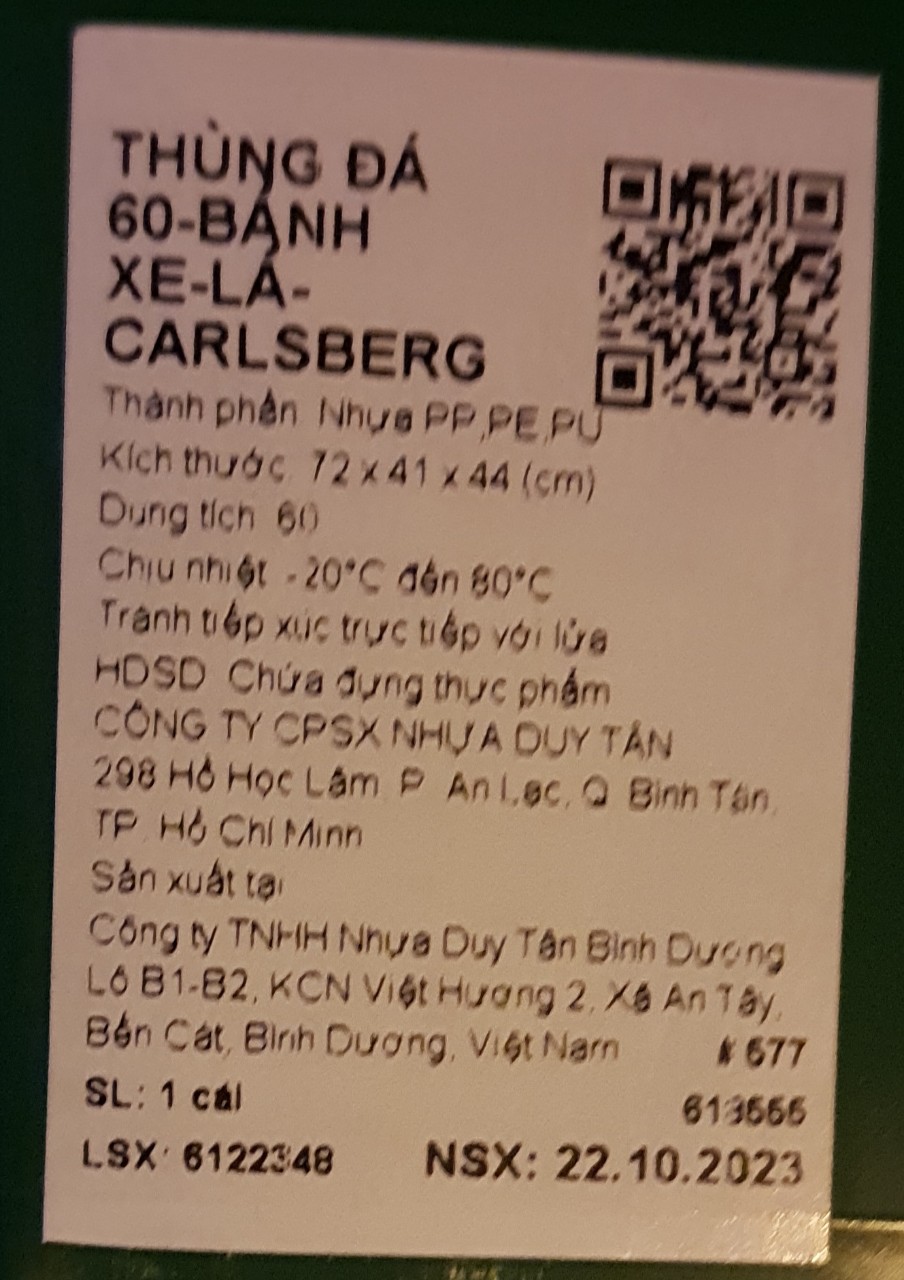 THÙNG ĐÁ
60-BÁNH
XE-LÁ-
CARLSBERG
Thành phần Nhựa PP,PE,PU
Kích thước 72 x 41 x 44 (cm)
Dung tích 60
Chịu nhiệt -20°C đến 80°C
Tránh tiếp xúc trực tiếp với lửa
HDSD Chứa đựng thực phẩm
CÔNG TY CPSX NHỰA DUY TÂN
298 Hồ Học Lãm P An Lạc, Q Bình Tân,
TP. Hồ Chí Minh
Sản xuất tại
Công ty TNHH Nhựa Duy Tân Bình Dương
Lô B1-B2, KCN Việt Hương 2, Xã An Tây,
Bến Cát, Bình Dương, Việt Nam
SL: 1 cái
LSX: 6122348 NSX: 22.10.2023